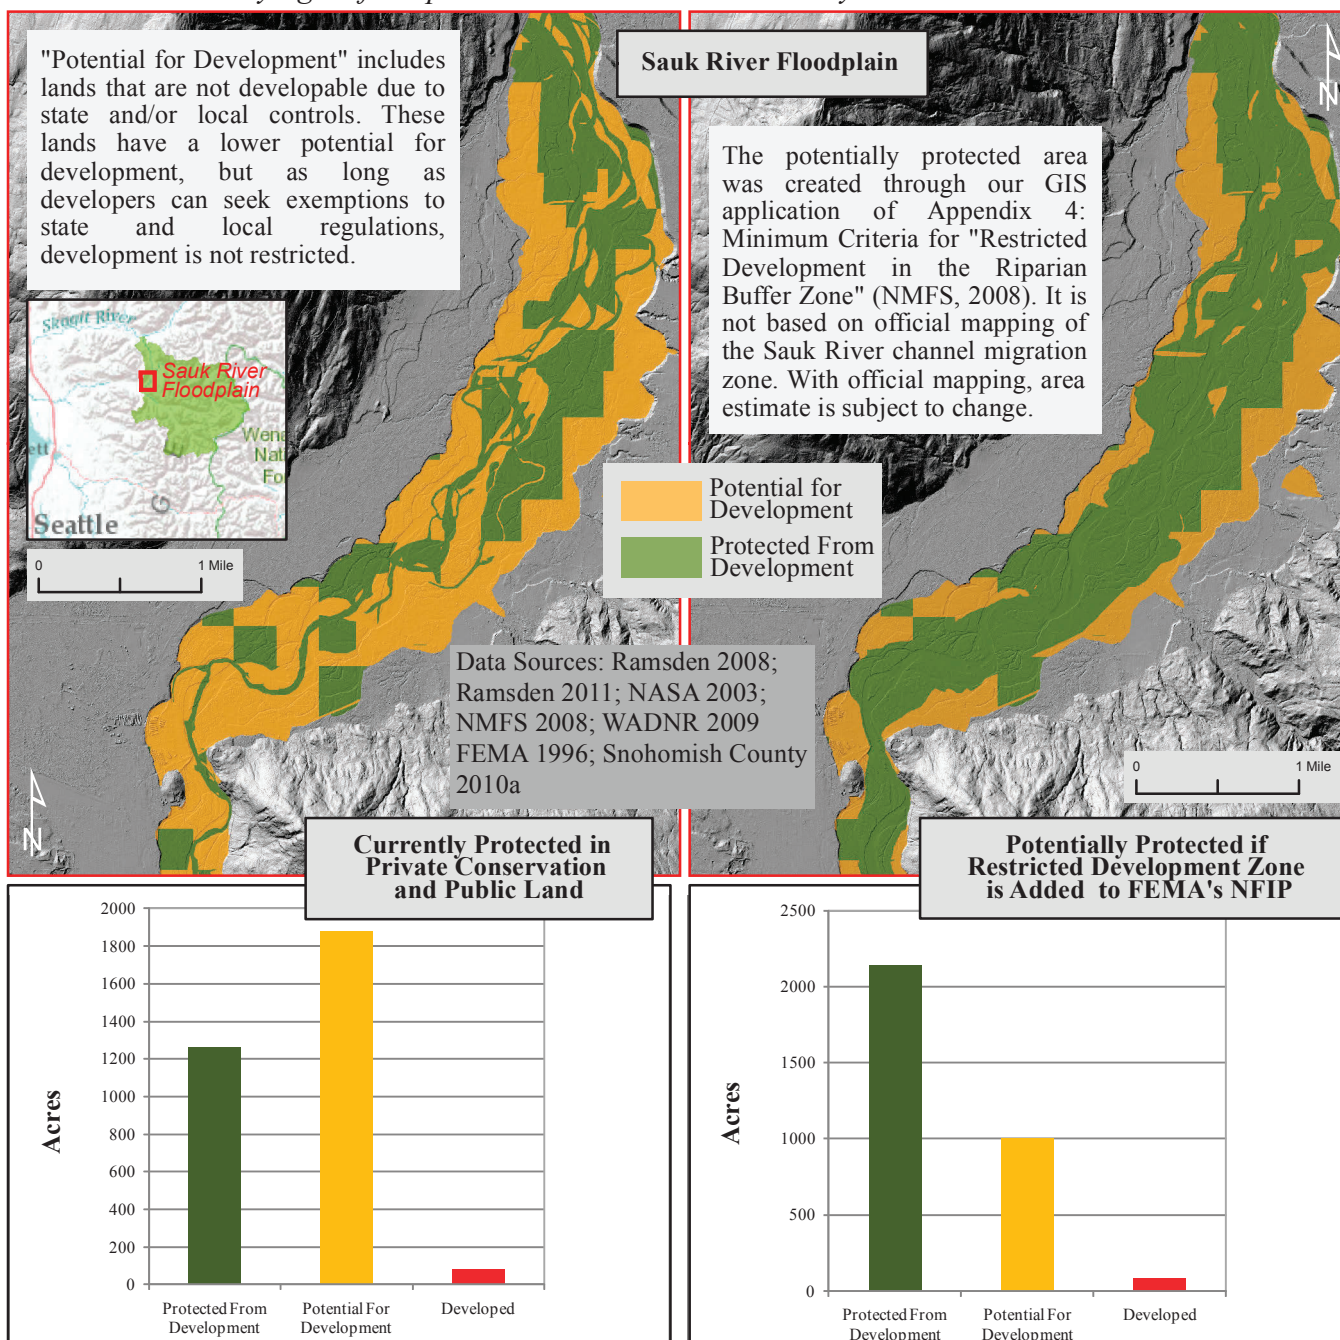 "Potential for Development" includes
lands that are not developable due to
state and/or local controls. These
lands have a lower potential for
development, but as long as
developers can seek exemptions to
state and local regulations,
development is not restricted.
Sauk River Floodplain
N
The potentially protected area
was created through our GIS
application of Appendix 4:
Minimum Criteria for "Restricted
Development in the Riparian
Buffer Zone" (NMFS, 2008). It is
not based on official mapping of
the Sauk River channel migration
zone. With official mapping, area
estimate is subject to change.
Skagit River
Sauk River
Floodplain
Seattle
0 1 Mile
Potential for
Development
Protected From
Development
Data Sources: Ramsden 2008;
Ramsden 2011; NASA 2003;
NMFS 2008; WADNR 2009
FEMA 1996; Snohomish County
2010a
0 1 Mile
N
Currently Protected in
Private Conservation
and Public Land
Potentially Protected if
Restricted Development Zone
is Added to FEMA's NFIP
2000
1800
1600
1400
1200
1000
800
600
400
200
0
Acres
Protected From
Development
Potential For
Development
Developed
2500
2000
1500
1000
500
0
Acres
Protected From
Development
Potential For
Development
Developed